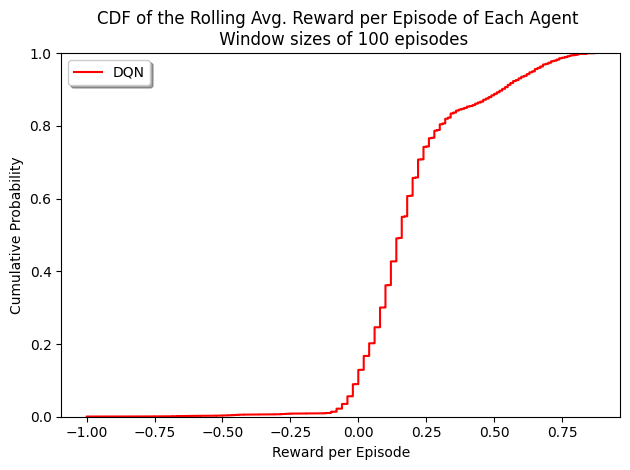 CDF of the Rolling Avg. Reward per Episode of Each Agent
Window sizes of 100 episodes
DQN
Cumulative Probability
1.0
0.8
0.6
0.4
0.2
0.0
−1.00 −0.75 −0.50 −0.25 0.00 0.25 0.50 0.75
Reward per Episode